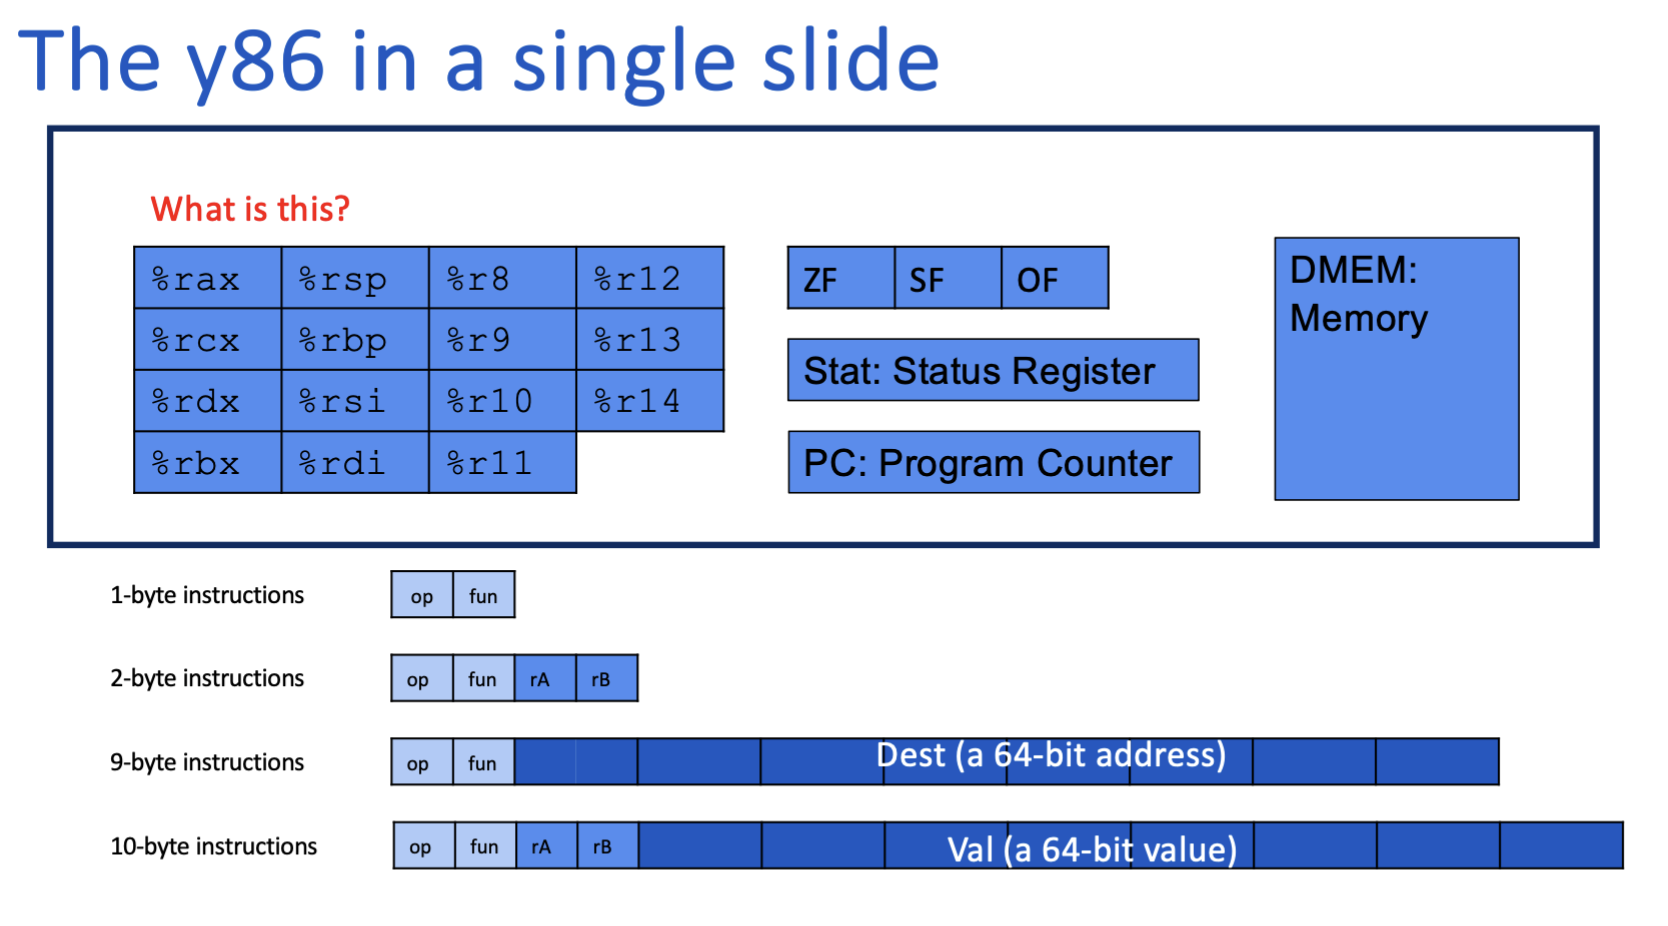 The y86 in a single slide
What is this?
%rax %rsp %r8 %r12
%rcx %rbp %r9 %r13
%rdx %rsi %r10 %r14
%rbx %rdi %r11
ZF SF OF
Stat: Status Register
PC: Program Counter
DMEM:
Memory
1-byte instructions op fun
2-byte instructions op fun rA rB
9-byte instructions op fun Dest (a 64-bit address)
10-byte instructions op fun rA rB Val (a 64-bit value)